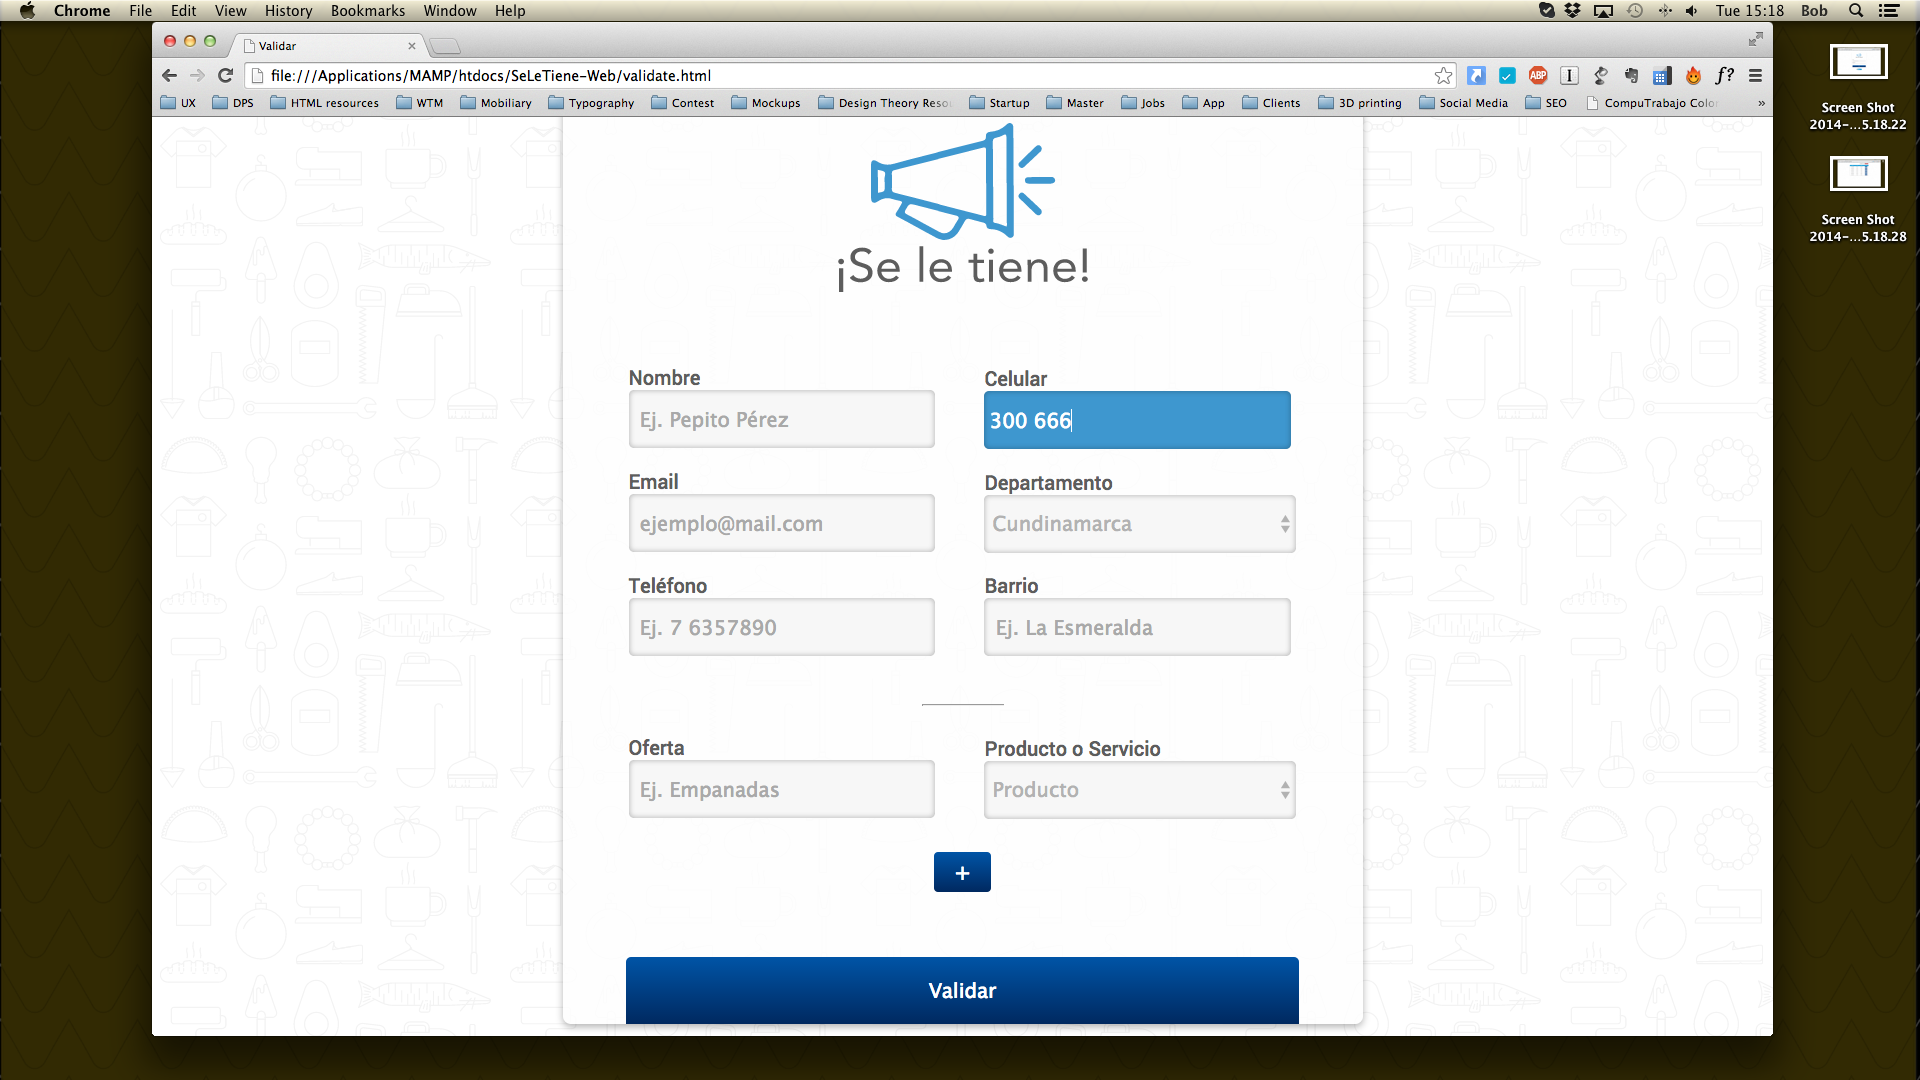 Chrome File Edit View History Bookmarks Window Help Tue 15:18 Bob
Validar
file:///Applications/MAMP/htdocs/SeLeTiene-Web/validate.html ABP f?
UX DPS HTML resources WTM Mobiliary Typography Contest Mockups Design Theory Reso Startup Master Jobs App Clients 3D printing Social Media SEO CompuTrabajo Color »
Screen Shot
2014-...5.18.22
Screen Shot
2014-...5.18.28
¡Se le tiene!
Nombre Celular
Ej. Pepito Pérez 300 666
Email Departamento
ejemplo@mail.com Cundinamarca
Teléfono Barrio
Ej. 7 6357890 Ej. La Esmeralda
Oferta Producto o Servicio
Ej. Empanadas Producto
+
Validar